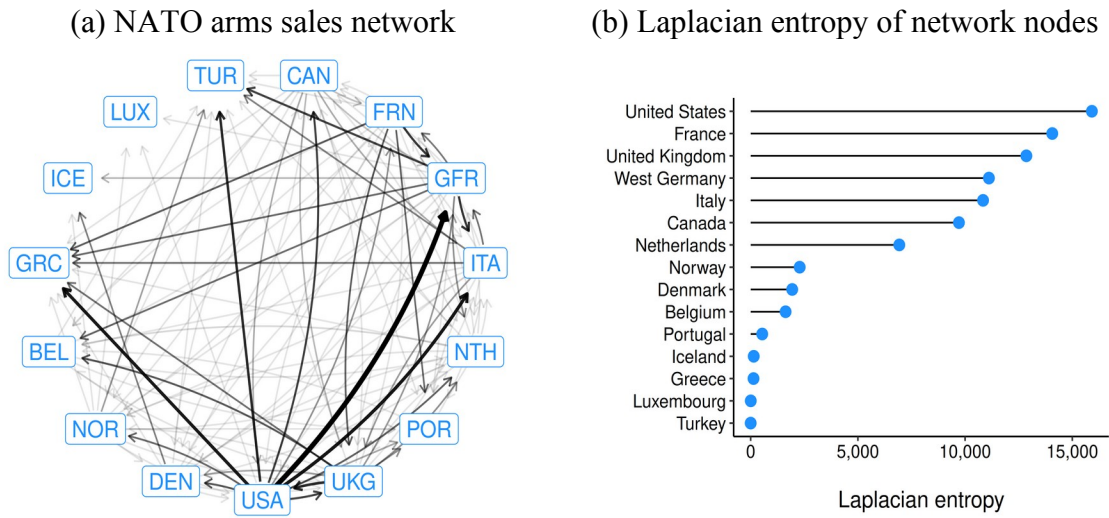 (a) NATO arms sales network
TUR
CAN
LUX
FRN
ICE
GFR
GRC
ITA
BEL
NTH
NOR
POR
DEN
UKG
USA
(b) Laplacian entropy of network nodes
United States
France
United Kingdom
West Germany
Italy
Canada
Netherlands
Norway
Denmark
Belgium
Portugal
Iceland
Greece
Luxembourg
Turkey
0 5,000 10,000 15,000
Laplacian entropy